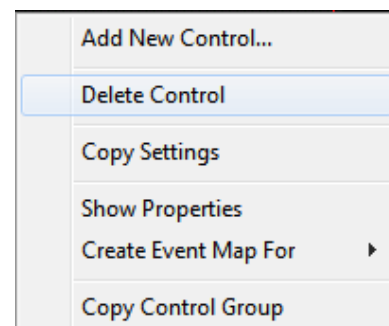 Add New Control...
Delete Control
Copy Settings
Show Properties
Create Event Map For
Copy Control Group